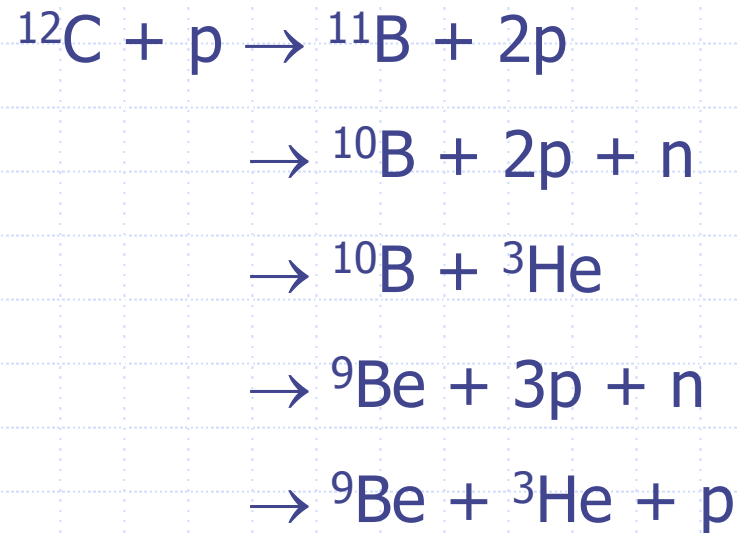 ¹²C + p → ¹¹B + 2p
→ ¹⁰B + 2p + n
→ ¹⁰B + ³He
→ ⁹Be + 3p + n
→ ⁹Be + ³He + p